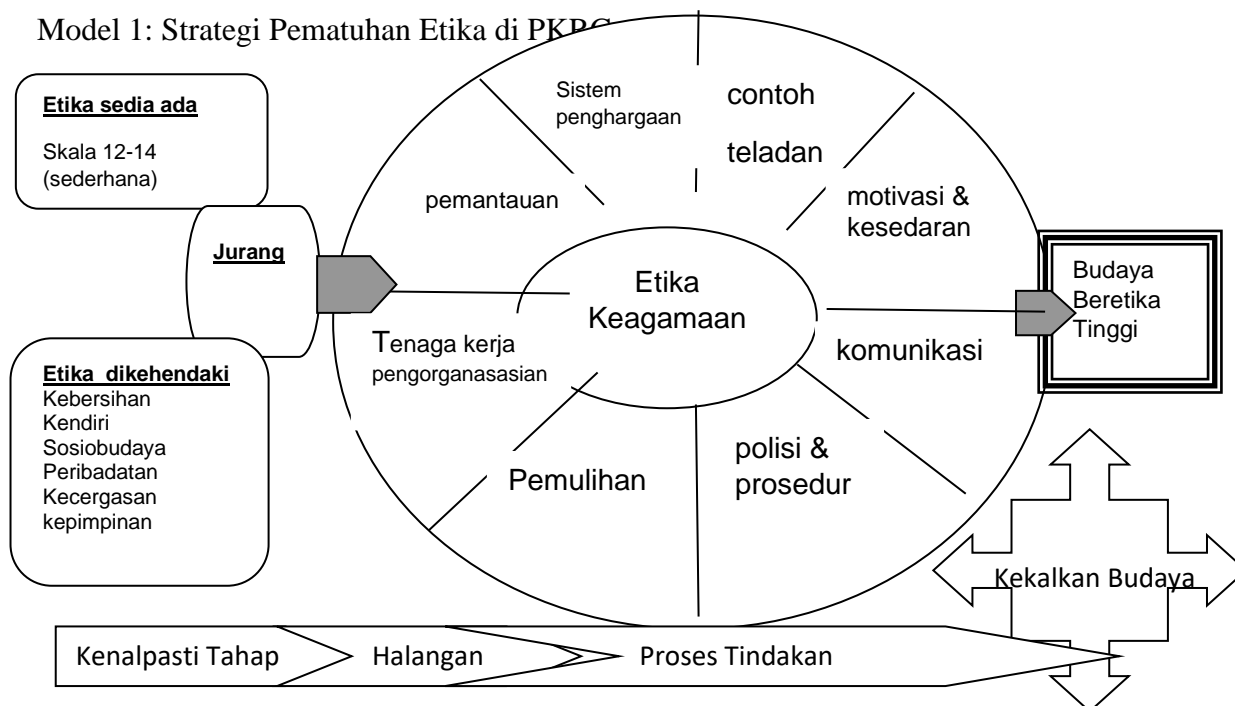 Model 1: Strategi Pematuhan Etika di
Etika sedia ada
Skala 12-14
(sederhana)
Jurang
Etika dikehendaki
Kebersihan
Kendiri
Sosiobudaya
Peribadatan
Kecergasan
kepimpinan
Sistem
penghargaan
contoh
teladan
pemantauan
motivasi &
kesedaran
Etika
Keagamaan
Tenaga kerja
pengorganasasian
komunikasi
Pemulihan
polisi &
prosedur
Budaya
Beretika
Tinggi
Kekalkan Budaya
Kenalpasti Tahap
Halangan
Proses Tindakan